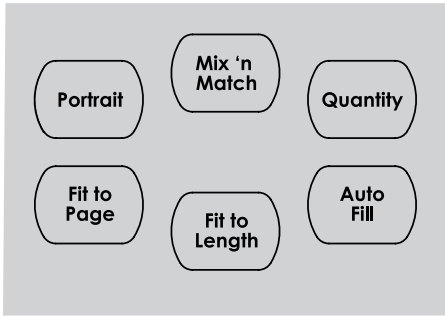 Portrait
Mix ‘n
Match
Quantity
Fit to
Page
Fit to
Length
Auto
Fill